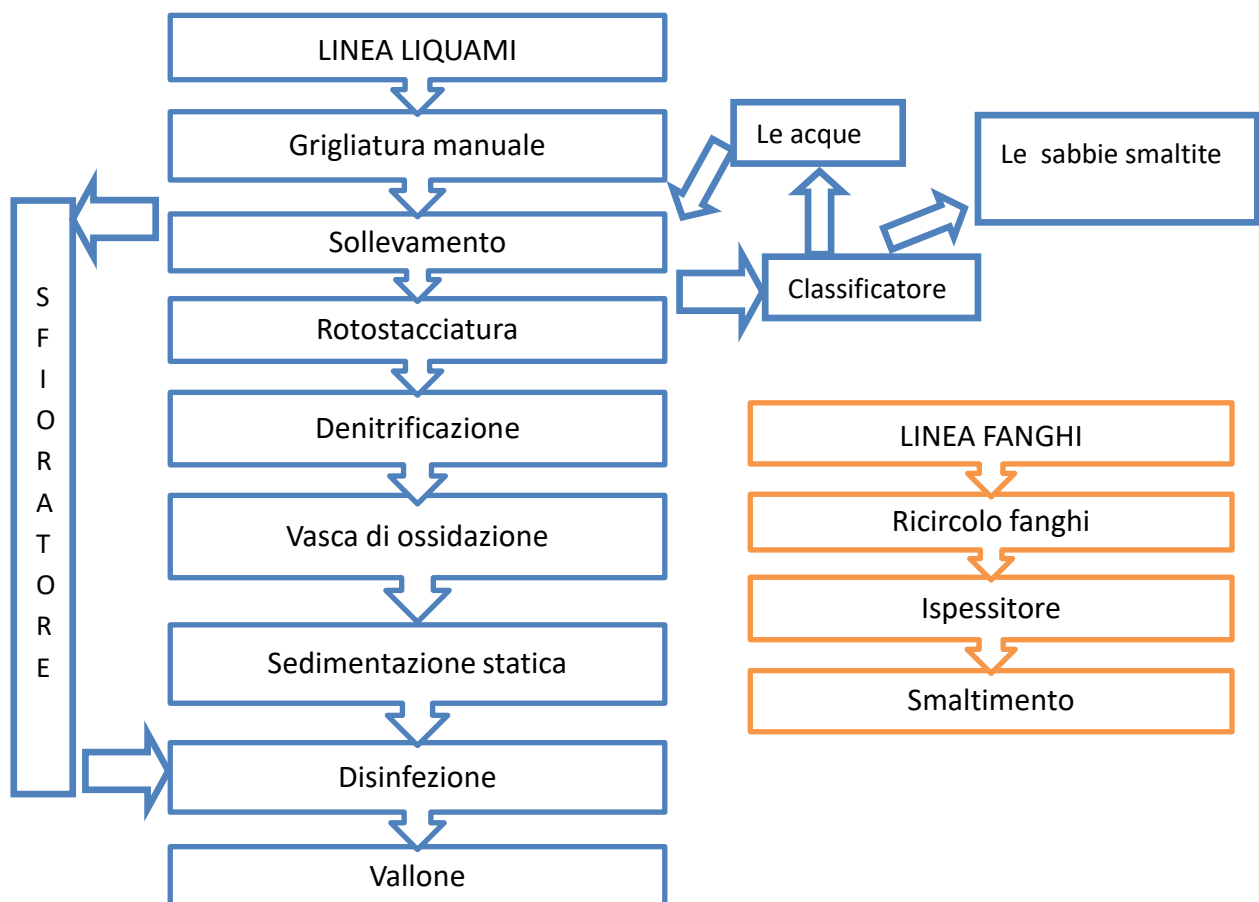 LINEA LIQUAMI
Grigliatura manuale
Le acque
Le sabbie smaltite
Sollevamento
Classificatore
Rotostacciatura
Denitrificazione
Vasca di ossidazione
Sedimentazione statica
Disinfezione
Vallone
S
F
I
O
R
A
T
O
R
E
LINEA FANGHI
Ricircolo fanghi
Ispessitore
Smaltimento